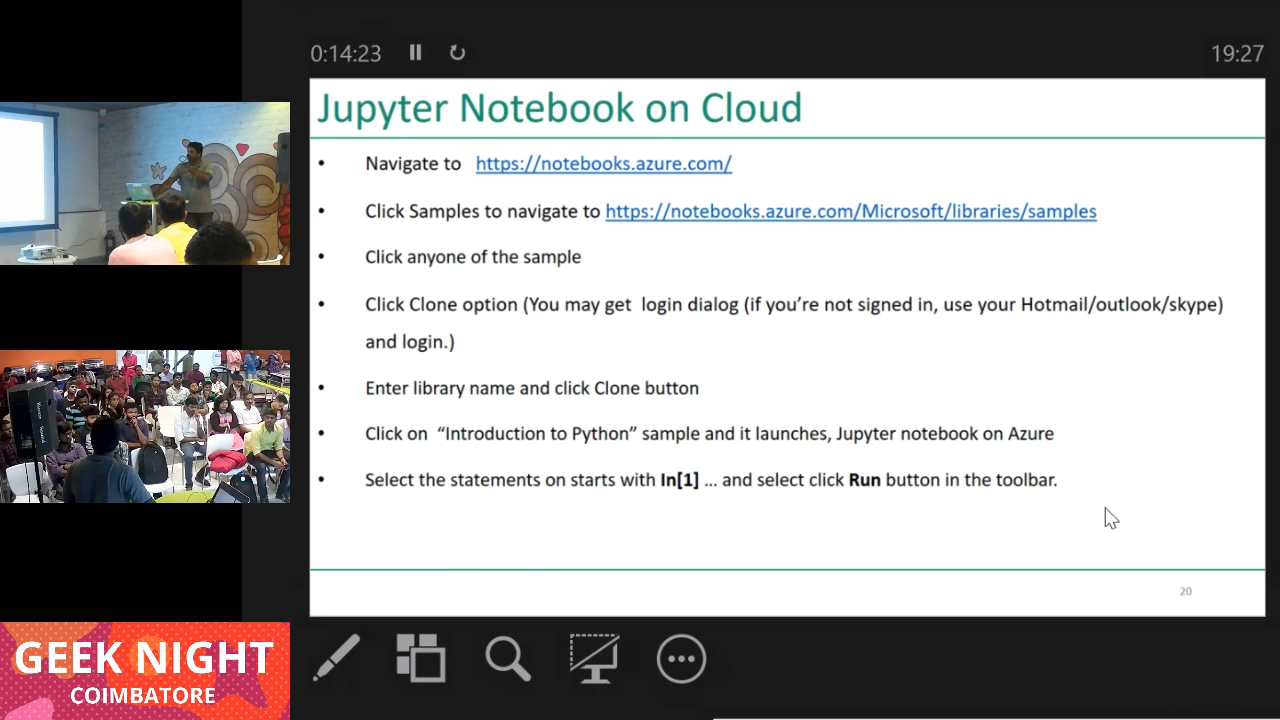 0:14:23
19:27
Jupyter Notebook on Cloud
• Navigate to https://notebooks.azure.com/
• Click Samples to navigate to https://notebooks.azure.com/Microsoft/libraries/samples
• Click anyone of the sample
• Click Clone option (You may get login dialog (if you're not signed in, use your Hotmail/outlook/skype)
and login.)
• Enter library name and click Clone button
• Click on “Introduction to Python” sample and it launches, Jupyter notebook on Azure
• Select the statements on starts with In[1] ... and select click Run button in the toolbar.
20
GEEK NIGHT
COIMBATORE